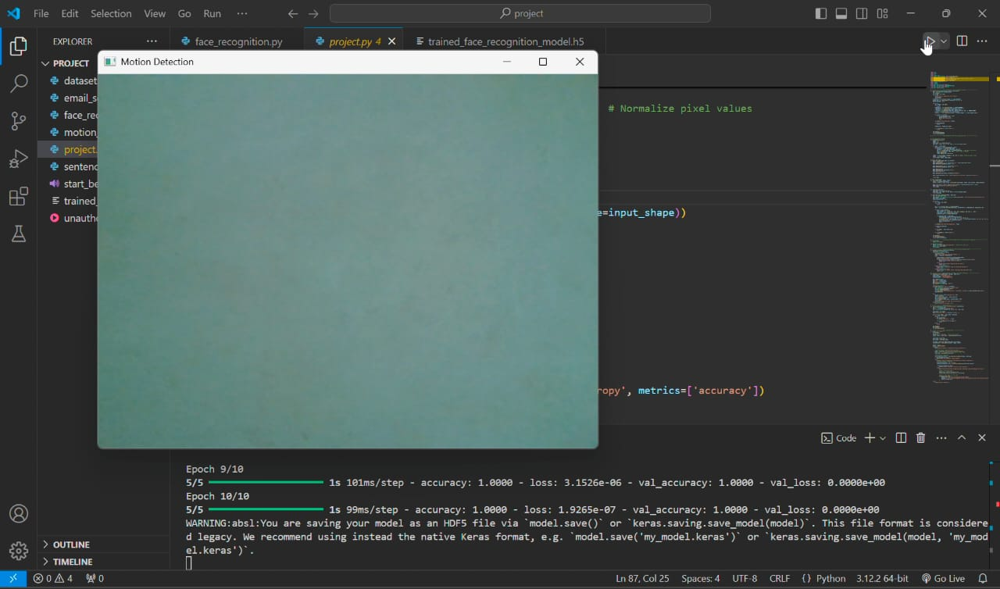 File Edit Selection View Go Run ··· project
EXPLORER ···
face_recognition.py project.py 4 trained_face_recognition_model.h5
PROJECT
dataset
email_s
face_rec
motion_
project.
sentenc
start_be
trained_
unautho
Motion Detection
# Normalize pixel values
e=input_shape))
ropy', metrics=['accuracy'])
Code
Epoch 9/10
5/5 1s 101ms/step - accuracy: 1.0000 - loss: 3.1526e-06 - val_accuracy: 1.0000 - val_loss: 0.0000e+00
Epoch 10/10
5/5 1s 99ms/step - accuracy: 1.0000 - loss: 1.9265e-07 - val_accuracy: 1.0000 - val_loss: 0.0000e+00
WARNING:absl:You are saving your model as an HDF5 file via `model.save()` or `keras.saving.save_model(model)`. This file format is considere
d legacy. We recommend using instead the native Keras format, e.g. `model.save('my_model.keras')` or `keras.saving.save_model(model, 'my_mod
el.keras')`.
OUTLINE
TIMELINE
0 4 0 Ln 87, Col 25 Spaces: 4 UTF-8 CRLF {} Python 3.12.2 64-bit Go Live